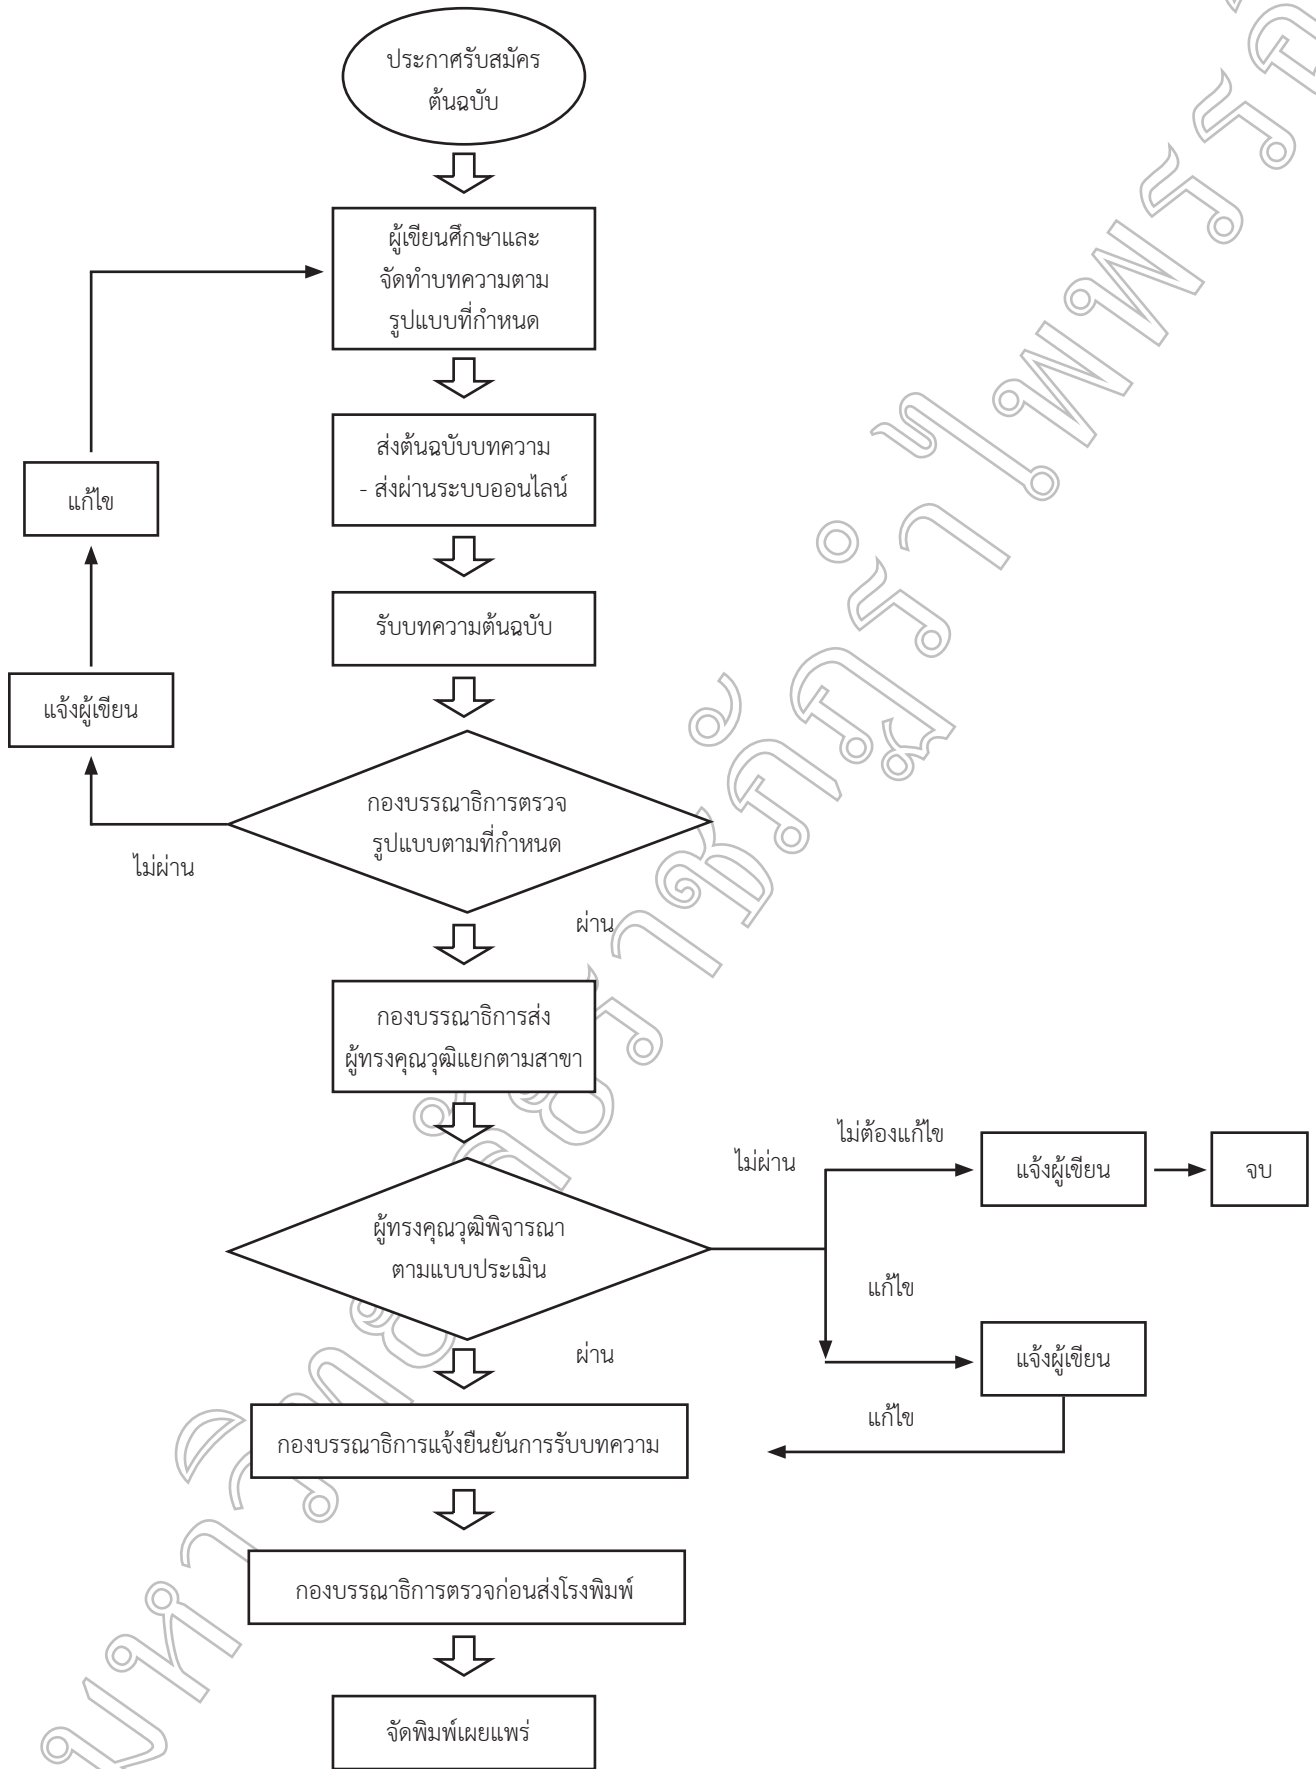 ประกาศรับสมัคร
ต้นฉบับ
ผู้เขียนศึกษาและ
จัดทำบทความตาม
รูปแบบที่กำหนด
ส่งต้นฉบับบทความ
- ส่งผ่านระบบออนไลน์
แก้ไข
รับบทความต้นฉบับ
แจ้งผู้เขียน
กองบรรณาธิการตรวจ
รูปแบบตามที่กำหนด
ไม่ผ่าน
ผ่าน
กองบรรณาธิการส่ง
ผู้ทรงคุณวุฒิแยกตามสาขา
ไม่ผ่าน
ไม่ต้องแก้ไข
แจ้งผู้เขียน
จบ
ผู้ทรงคุณวุฒิพิจารณา
ตามแบบประเมิน
แก้ไข
ผ่าน
แจ้งผู้เขียน
แก้ไข
กองบรรณาธิการแจ้งยืนยันการรับบทความ
กองบรรณาธิการตรวจก่อนส่งโรงพิมพ์
จัดพิมพ์เผยแพร่